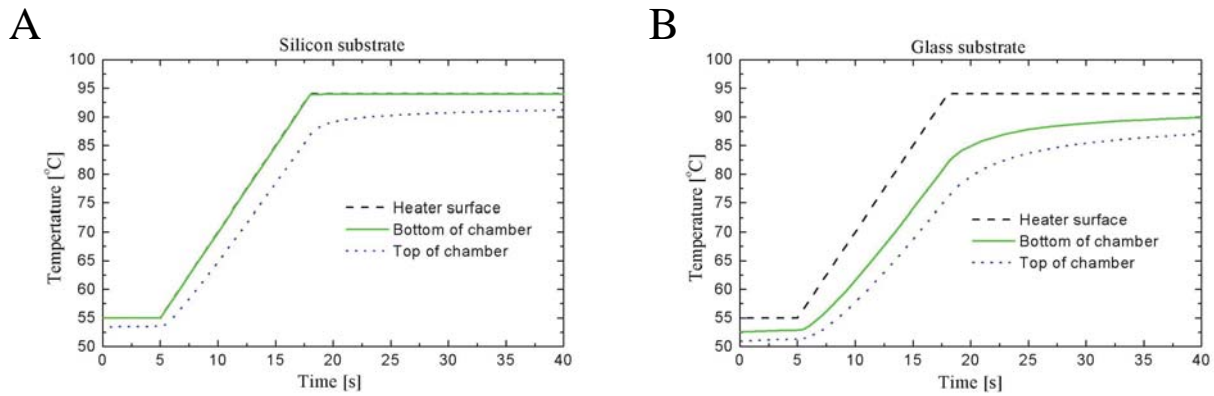 A
Silicon substrate
100
95
90
85
80
75
70
65
60
55
50
Tempertature [°C]
Heater surface
Bottom of chamber
Top of chamber
0 5 10 15 20 25 30 35 40
Time [s]
B
Glass substrate
100
95
90
85
80
75
70
65
60
55
50
Temperature [°C]
Heater surface
Bottom of chamber
Top of chamber
0 5 10 15 20 25 30 35 40
Time [s]